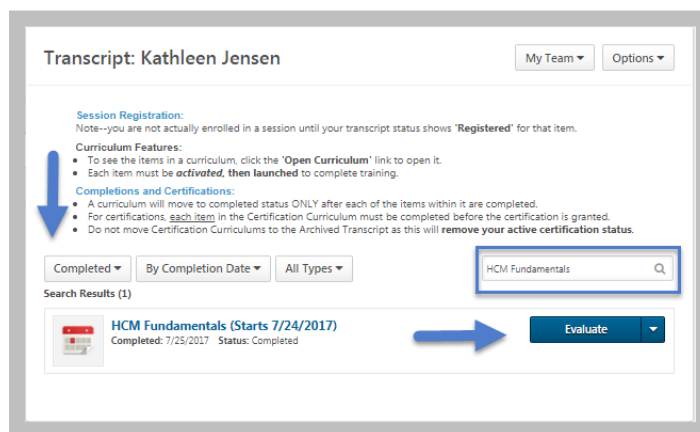 Transcript: Kathleen Jensen
My Team
Options
Session Registration:
Note--you are not actually enrolled in a session until your transcript status shows 'Registered' for that item.
Curriculum Features:
• To see the items in a curriculum, click the 'Open Curriculum' link to open it.
• Each item must be activated, then launched to complete training.
Completions and Certifications:
• A curriculum will move to completed status ONLY after each of the items within it are completed.
• For certifications, each item in the Certification Curriculum must be completed before the certification is granted.
• Do not move Certification Curriculums to the Archived Transcript as this will remove your active certification status.
Completed
By Completion Date
All Types
HCM Fundamentals
Search Results (1)
HCM Fundamentals (Starts 7/24/2017)
Completed: 7/25/2017 Status: Completed
Evaluate